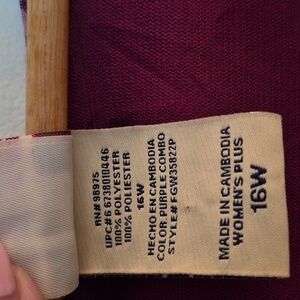 RN# 98975
UPC# 6 6738010446
100% POLYESTER
100% POLIESTER
16W
HECHO EN CAMBODIA
COLOR: PURPLE COMBO
STYLE# FGW35822P
MADE IN CAMBODIA
WOMEN'S PLUS
16W